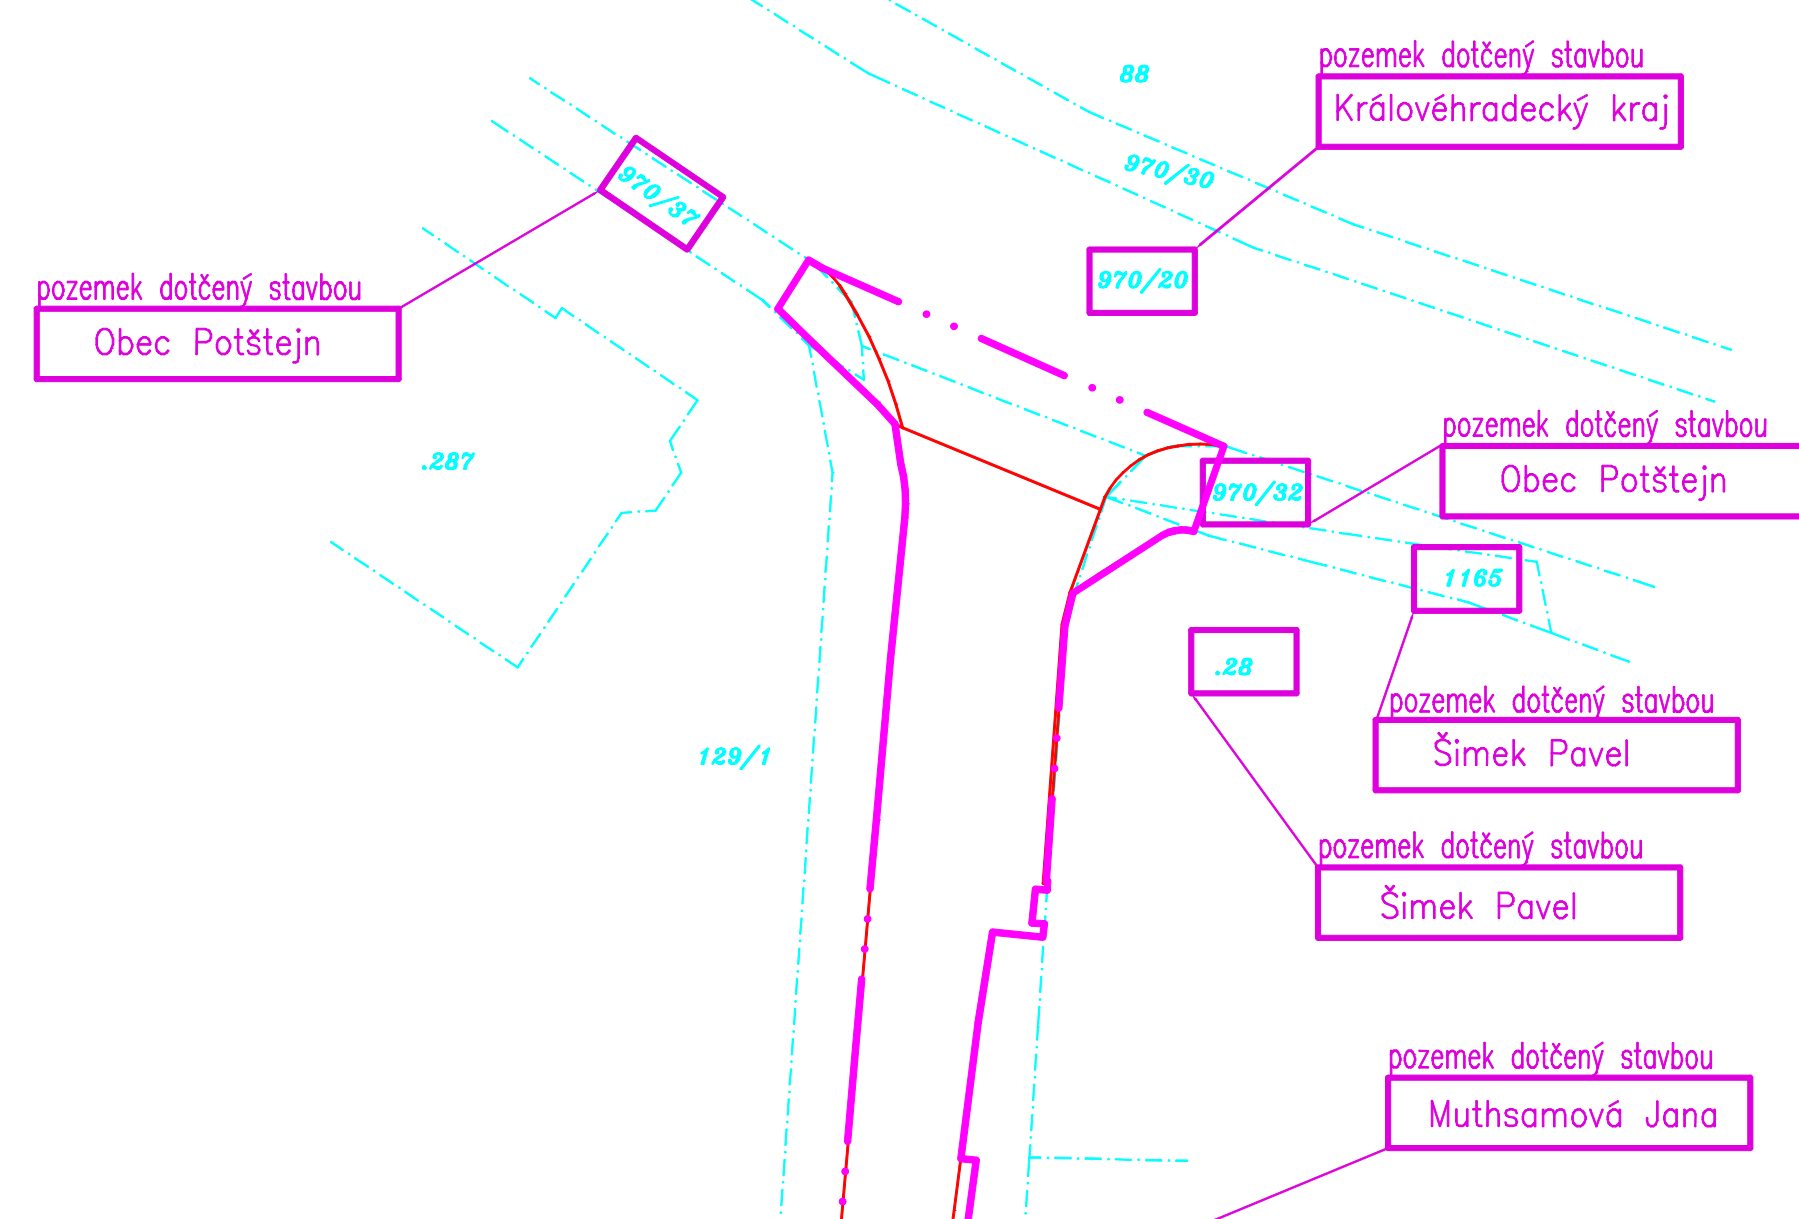 pozemek dotčený stavbou
Královéhradecký kraj
88
970/30
970/37
970/20
pozemek dotčený stavbou
Obec Potštejn
pozemek dotčený stavbou
Obec Potštejn
.287
970/32
1165
.28
pozemek dotčený stavbou
Šimek Pavel
129/1
pozemek dotčený stavbou
Šimek Pavel
pozemek dotčený stavbou
Muthsamová Jana